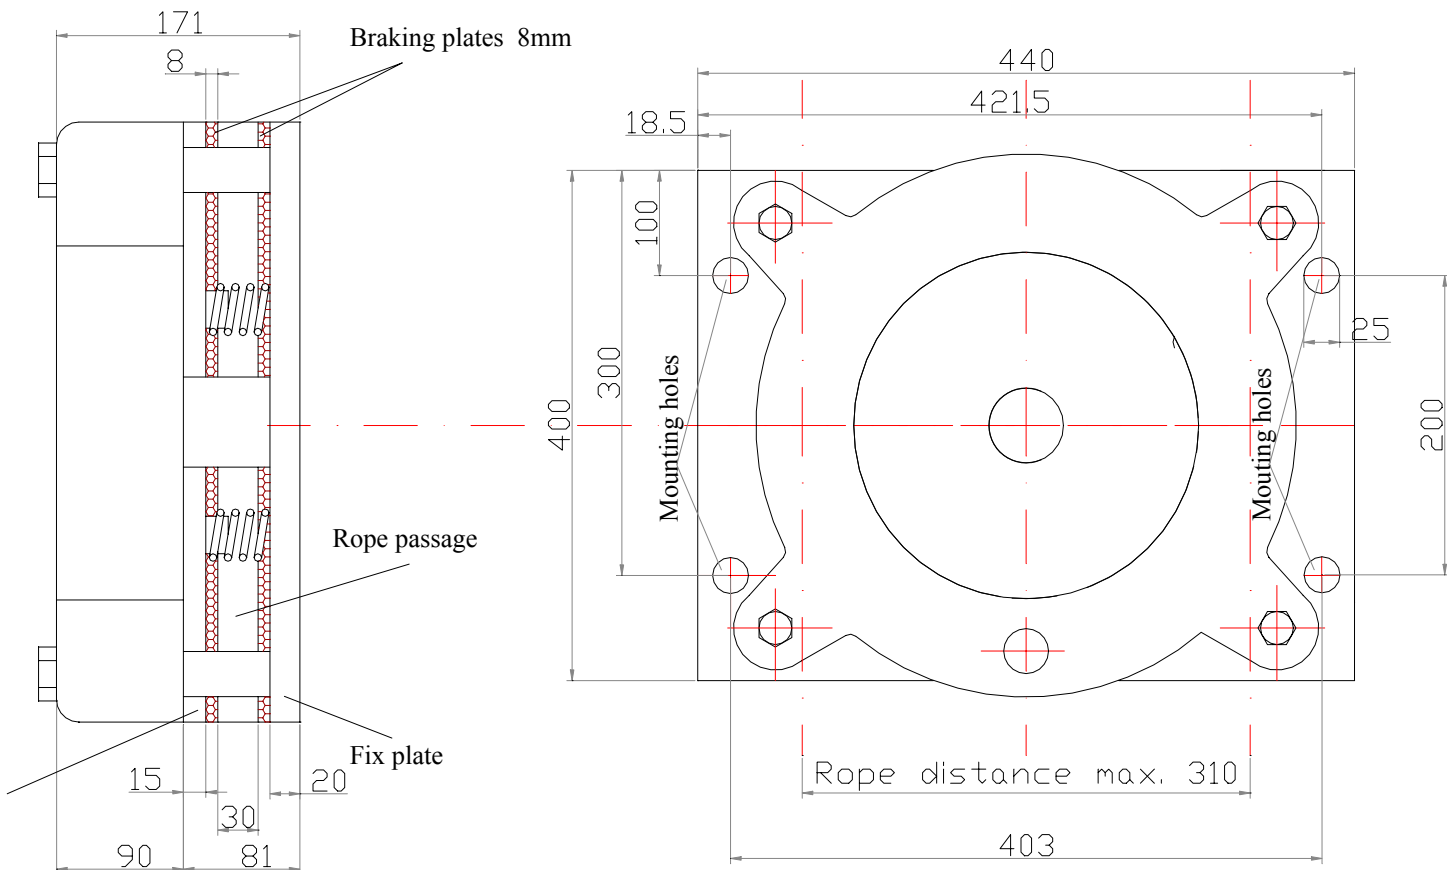 171
Braking plates  8mm
8
440
421,5
18.5
100
300
400
Mounting holes
Mouting holes
25
200
Rope passage
Fix plate
15
20
30
90
81
Rope distance max. 310
403